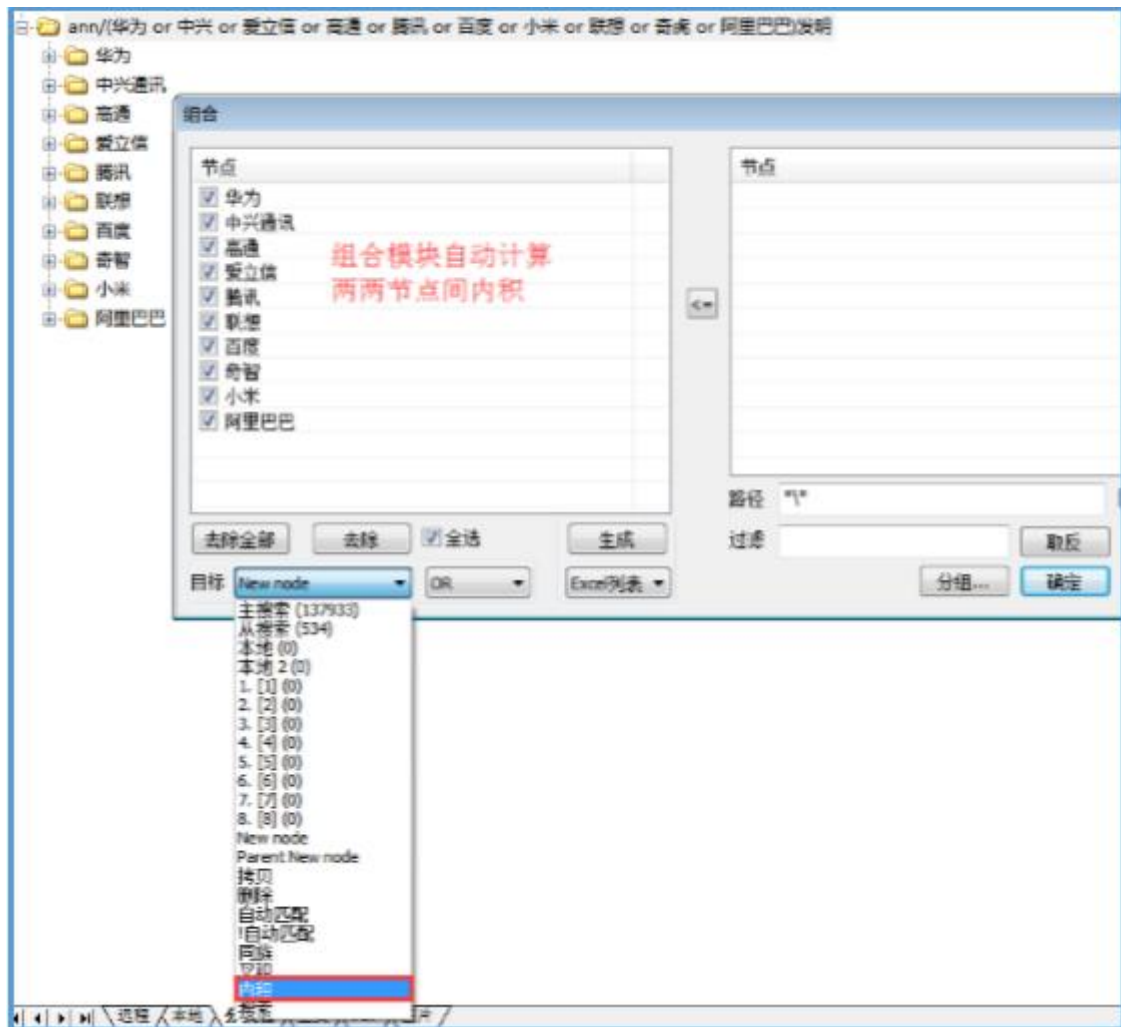 ann/(华为 or 中兴 or 爱立信 or 高通 or 腾讯 or 百度 or 小米 or 联想 or 奇虎 or 阿里巴巴)发明
华为
中兴通讯
高通
爱立信
腾讯
联想
百度
奇智
小米
阿里巴巴
组合
节点
华为
中兴通讯
高通
爱立信
腾讯
联想
百度
奇智
小米
阿里巴巴
组合模块自动计算
两两节点间内积
<=
节点
路径 "\"
去除全部 去除 全选 生成
过滤 取反
目标 New node OR Excel列表
分组... 确定
主搜索 (137933)
从搜索 (534)
本地 (0)
本地 2 (0)
1. [1] (0)
2. [2] (0)
3. [3] (0)
4. [4] (0)
5. [5] (0)
6. [6] (0)
7. [7] (0)
8. [8] (0)
New node
Parent New node
拷贝
删除
自动匹配
!自动匹配
同族
内积
远程 本地